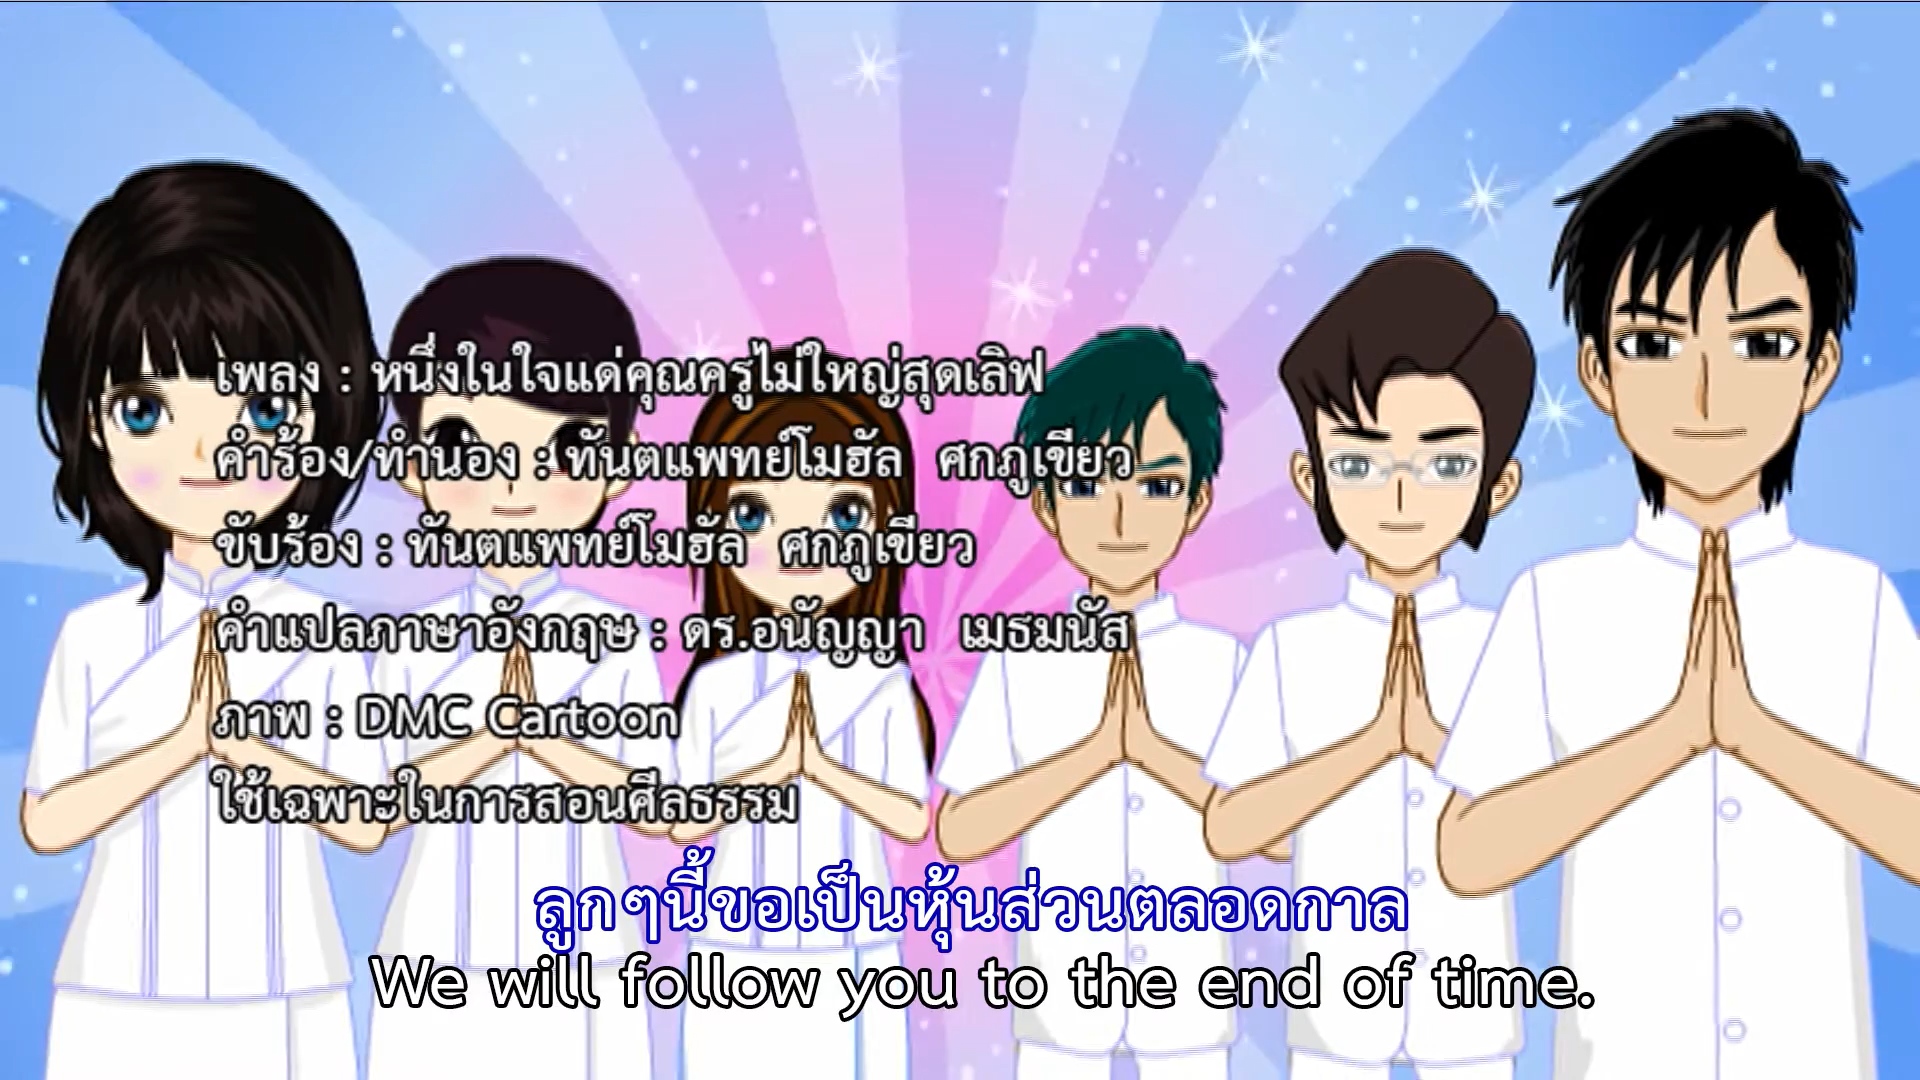 เพลง : หนึ่งในใจแด่คุณครูไม่ใหญ่สุดเลิฟ
คำร้อง/ทำนอง : ทันตแพทย์โมฮัล ศกภูเขียว
ขับร้อง : ทันตแพทย์โมฮัล ศกภูเขียว
คำแปลภาษาอังกฤษ : ดร.อนัญญา เมธมนัส
ภาพ : DMC Cartoon
ใช้เฉพาะในการสอนศีลธรรม
ลูกๆนี้ขอเป็นหุ้นส่วนตลอดกาล
We will follow you to the end of time.